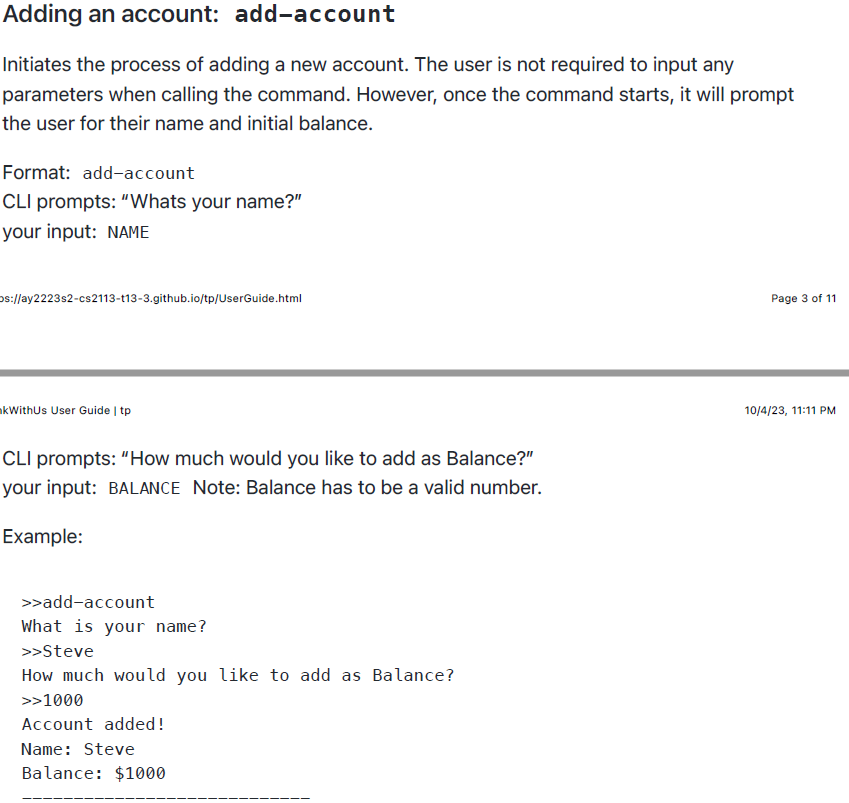 Adding an account: add-account
Initiates the process of adding a new account. The user is not required to input any
parameters when calling the command. However, once the command starts, it will prompt
the user for their name and initial balance.
Format: add-account
CLI prompts: “Whats your name?”
your input: NAME
ps://ay2223s2-cs2113-t13-3.github.io/tp/UserGuide.html Page 3 of 11
nkWithUs User Guide | tp 10/4/23, 11:11 PM
CLI prompts: “How much would you like to add as Balance?”
your input: BALANCE Note: Balance has to be a valid number.
Example:
>>add-account
What is your name?
>>Steve
How much would you like to add as Balance?
>>1000
Account added!
Name: Steve
Balance: $1000
----------------------------